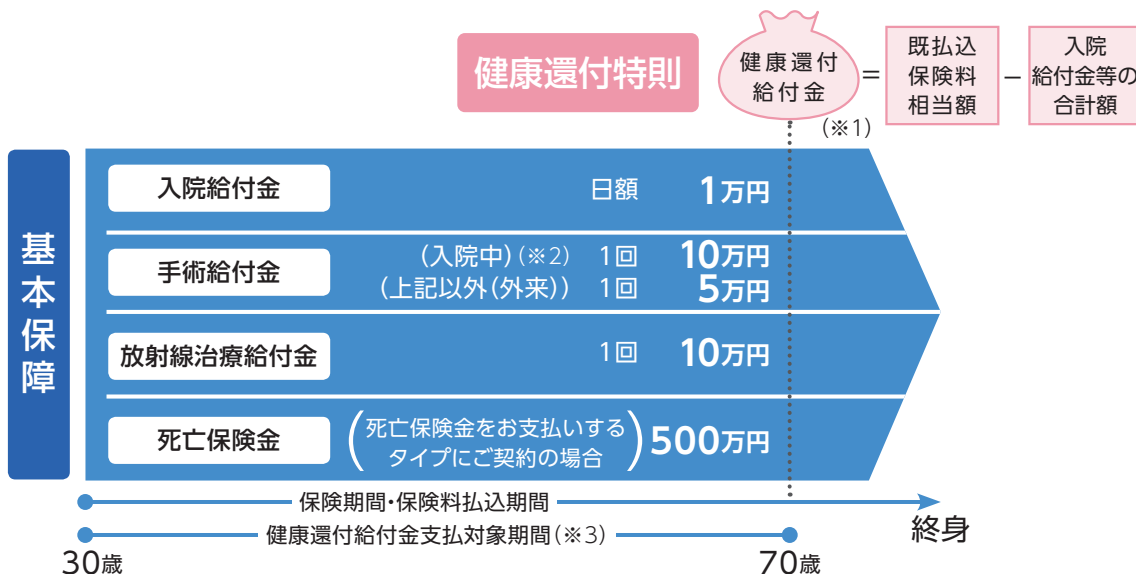 健康還付特則
健康還付
給付金
=
既払込
保険料
相当額
−
入院
給付金等の
合計額
(※1)
基本保障
入院給付金 日額 1万円
手術給付金 (入院中)(※2) 1回 10万円
(上記以外(外来)) 1回 5万円
放射線治療給付金 1回 10万円
死亡保険金 (死亡保険金をお支払いする
タイプにご契約の場合) 500万円
保険期間・保険料払込期間
終身
健康還付給付金支払対象期間(※3)
30歳 70歳